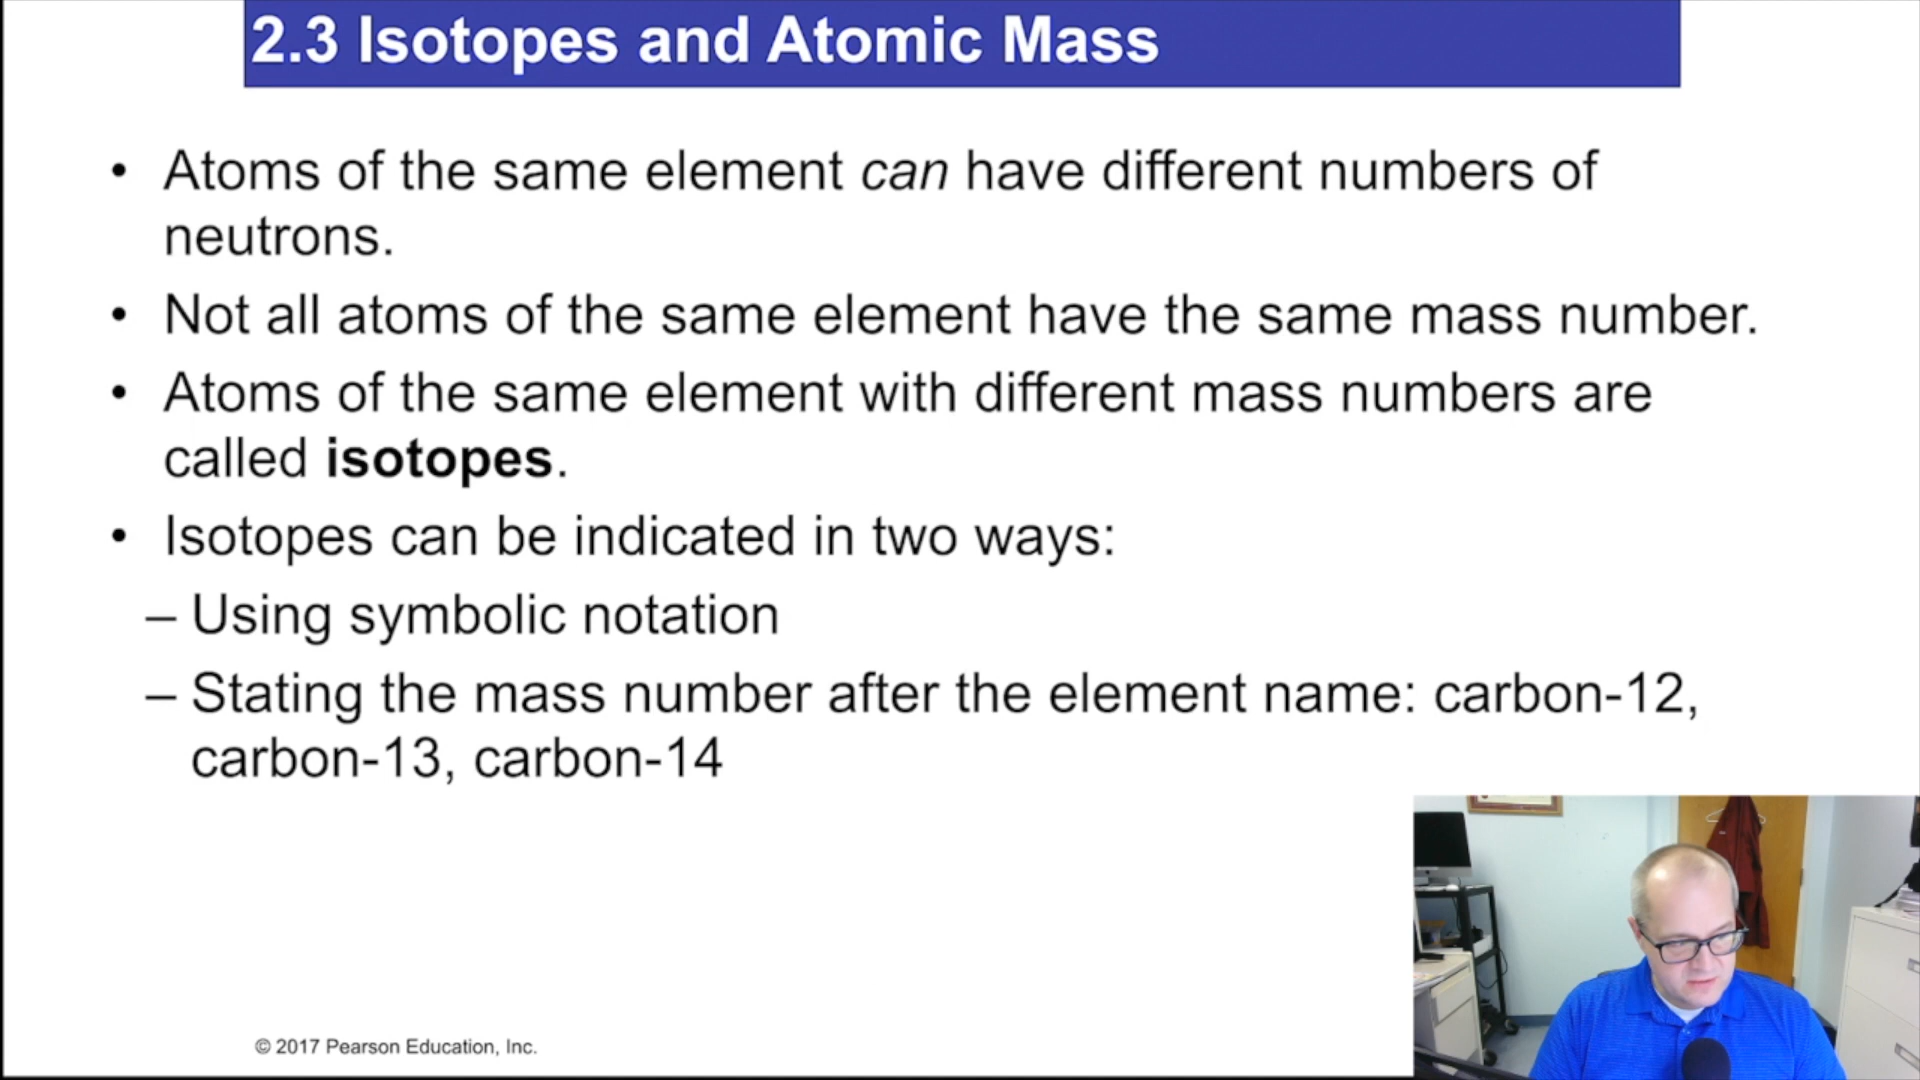 2.3 Isotopes and Atomic Mass
• Atoms of the same element can have different numbers of
neutrons.
• Not all atoms of the same element have the same mass number.
• Atoms of the same element with different mass numbers are
called isotopes.
• Isotopes can be indicated in two ways:
– Using symbolic notation
– Stating the mass number after the element name: carbon-12,
carbon-13, carbon-14
© 2017 Pearson Education, Inc.